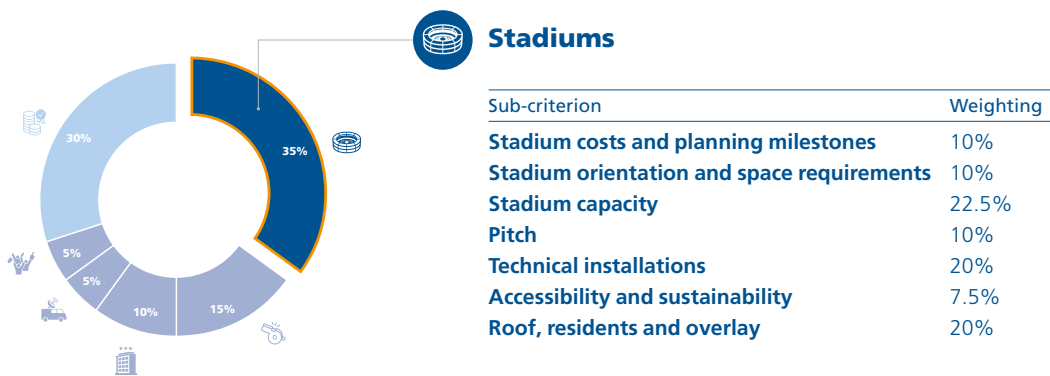 Stadiums
Sub-criterion Weighting
Stadium costs and planning milestones 10%
Stadium orientation and space requirements 10%
Stadium capacity 22.5%
Pitch 10%
Technical installations 20%
Accessibility and sustainability 7.5%
Roof, residents and overlay 20%
30%
35%
5%
5%
10%
15%